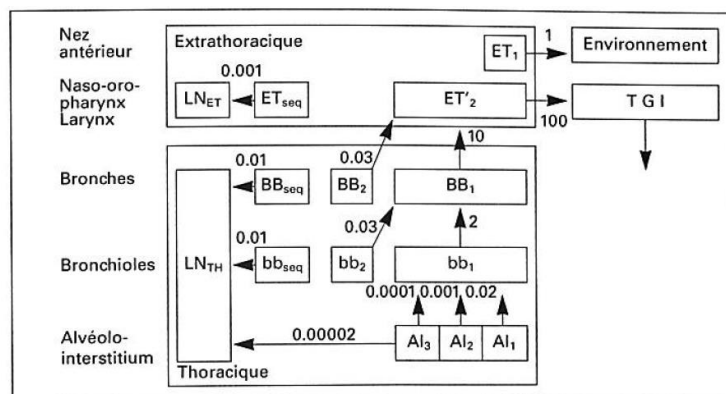 Nez
antérieur
Extrathoracique
ET1
1
Environnement
Naso-oro-
pharynx
Larynx
LNET
0.001
ETseq
ET'2
100
T G I
10
Bronches
0.01
BBseq
0.03
BB2
BB1
LNTH
2
Bronchioles
0.01
bbseq
0.03
bb2
bb1
0.0001 0.001 0.02
Alvéolo-
interstitium
0.00002
AI3 AI2 AI1
Thoracique